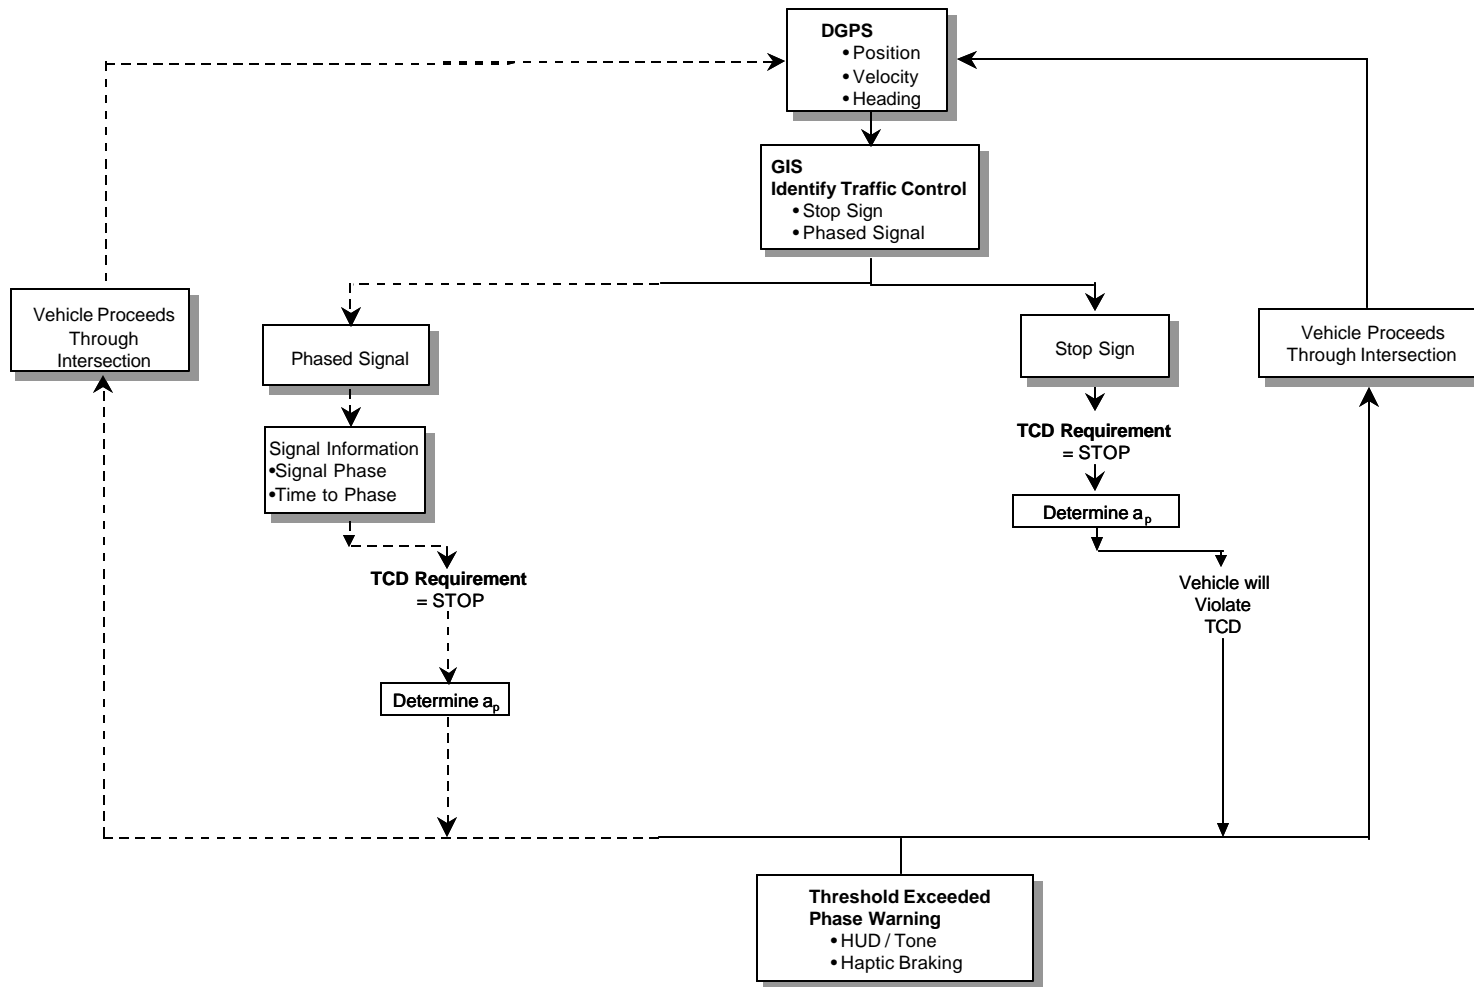 DGPS
• Position
• Velocity
• Heading
GIS
Identify Traffic Control
• Stop Sign
• Phased Signal
Vehicle Proceeds
Through
Intersection
Phased Signal
Stop Sign
Vehicle Proceeds
Through Intersection
Signal Information
•Signal Phase
•Time to Phase
TCD Requirement
= STOP
Determine ap
TCD Requirement
= STOP
Determine ap
Vehicle will
Violate
TCD
Threshold Exceeded
Phase Warning
• HUD / Tone
• Haptic Braking